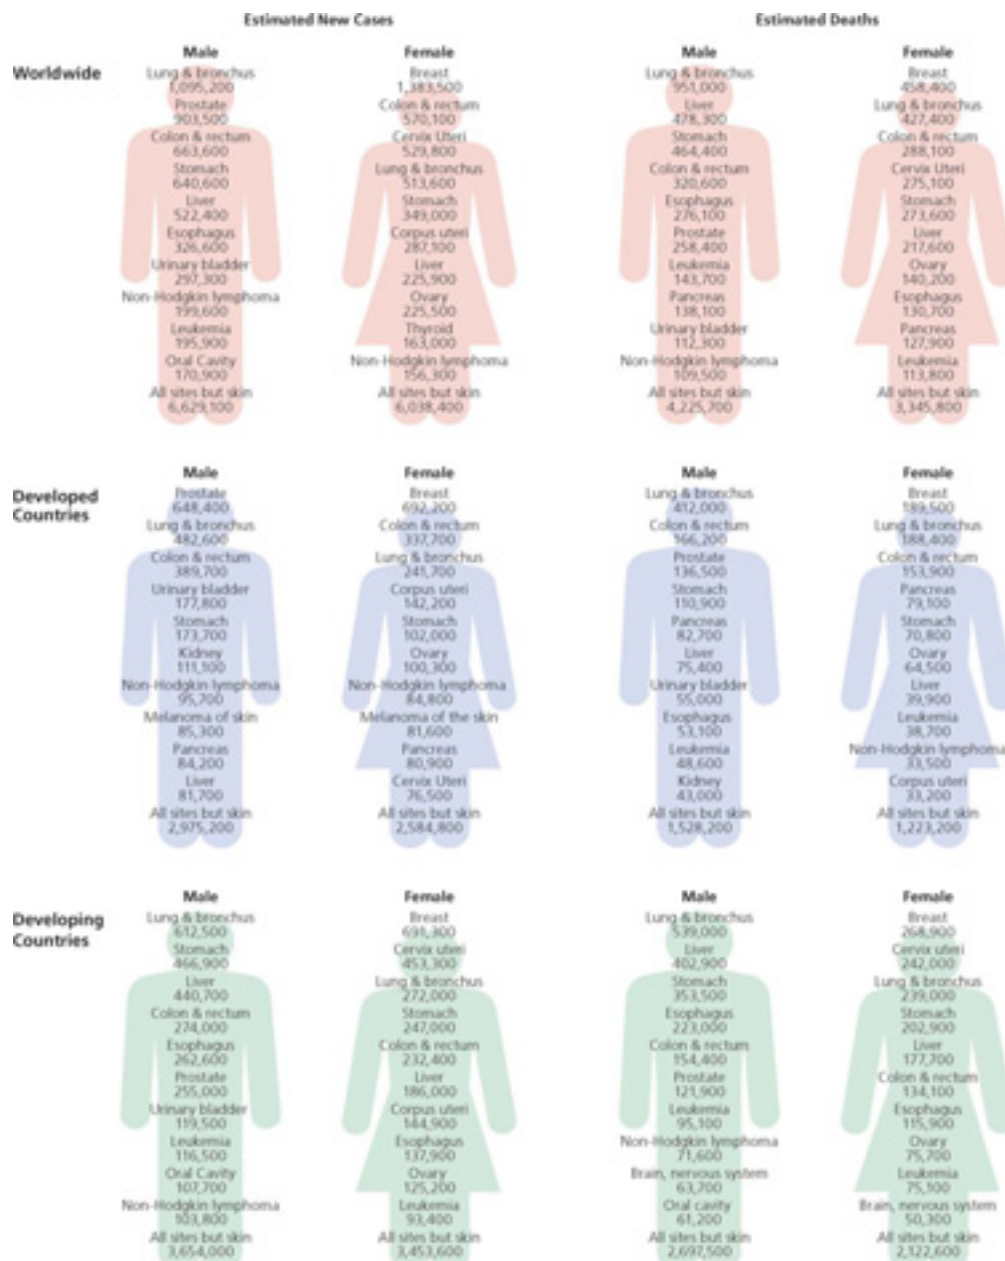 Estimated New Cases
Estimated Deaths
Worldwide
Male
Lung & bronchus
1,095,200
Prostate
903,500
Colon & rectum
663,600
Stomach
640,600
Liver
522,400
Esophagus
326,600
Urinary bladder
297,300
Non-Hodgkin lymphoma
199,600
Leukemia
195,900
Oral Cavity
170,900
All sites but skin
6,629,100
Female
Breast
1,383,500
Colon & rectum
570,100
Cervix Uteri
529,800
Lung & bronchus
513,600
Stomach
349,000
Corpus uteri
287,100
Liver
225,900
Ovary
225,500
Thyroid
163,000
Non-Hodgkin lymphoma
156,300
All sites but skin
6,038,400
Male
Lung & bronchus
951,000
Liver
478,300
Stomach
464,400
Colon & rectum
320,600
Esophagus
276,100
Prostate
258,400
Leukemia
143,700
Pancreas
138,100
Urinary bladder
112,300
Non-Hodgkin lymphoma
109,500
All sites but skin
4,225,700
Female
Breast
458,400
Lung & bronchus
427,400
Colon & rectum
288,100
Cervix Uteri
275,100
Stomach
273,600
Liver
217,600
Ovary
140,200
Esophagus
130,700
Pancreas
127,900
Leukemia
113,800
All sites but skin
3,345,800
Developed
Countries
Male
Prostate
648,400
Lung & bronchus
482,600
Colon & rectum
389,700
Urinary bladder
177,800
Stomach
173,700
Kidney
111,100
Non-Hodgkin lymphoma
95,700
Melanoma of skin
85,300
Pancreas
84,200
Liver
81,700
All sites but skin
2,975,200
Female
Breast
692,200
Colon & rectum
337,700
Lung & bronchus
241,700
Corpus uteri
142,200
Stomach
102,000
Ovary
100,300
Non-Hodgkin lymphoma
84,800
Melanoma of the skin
81,600
Pancreas
80,900
Cervix Uteri
76,500
All sites but skin
2,584,800
Male
Lung & bronchus
412,000
Colon & rectum
166,200
Prostate
136,500
Stomach
110,900
Pancreas
82,700
Liver
75,400
Urinary bladder
55,000
Esophagus
53,100
Leukemia
48,600
Kidney
43,000
All sites but skin
1,528,200
Female
Breast
189,500
Lung & bronchus
188,400
Colon & rectum
153,900
Pancreas
79,100
Stomach
70,800
Ovary
64,500
Liver
39,900
Leukemia
38,700
Non-Hodgkin lymphoma
33,500
Corpus uteri
33,200
All sites but skin
1,223,200
Developing
Countries
Male
Lung & bronchus
612,500
Stomach
466,900
Liver
440,700
Colon & rectum
274,000
Esophagus
262,600
Prostate
255,000
Urinary bladder
119,500
Leukemia
116,500
Oral Cavity
107,700
Non-Hodgkin lymphoma
103,800
All sites but skin
3,654,000
Female
Breast
691,300
Cervix uteri
453,300
Lung & bronchus
272,000
Stomach
247,000
Colon & rectum
232,400
Liver
186,000
Corpus uteri
144,900
Esophagus
137,900
Ovary
125,200
Leukemia
93,400
All sites but skin
3,453,600
Male
Lung & bronchus
539,000
Liver
402,900
Stomach
353,500
Esophagus
223,000
Colon & rectum
154,400
Prostate
121,900
Leukemia
95,100
Non-Hodgkin lymphoma
71,600
Brain, nervous system
63,700
Oral cavity
61,200
All sites but skin
2,697,500
Female
Breast
268,900
Cervix uteri
242,000
Lung & bronchus
239,000
Stomach
202,900
Liver
177,700
Colon & rectum
134,100
Esophagus
115,900
Ovary
75,700
Leukemia
75,100
Brain, nervous system
50,300
All sites but skin
2,122,600